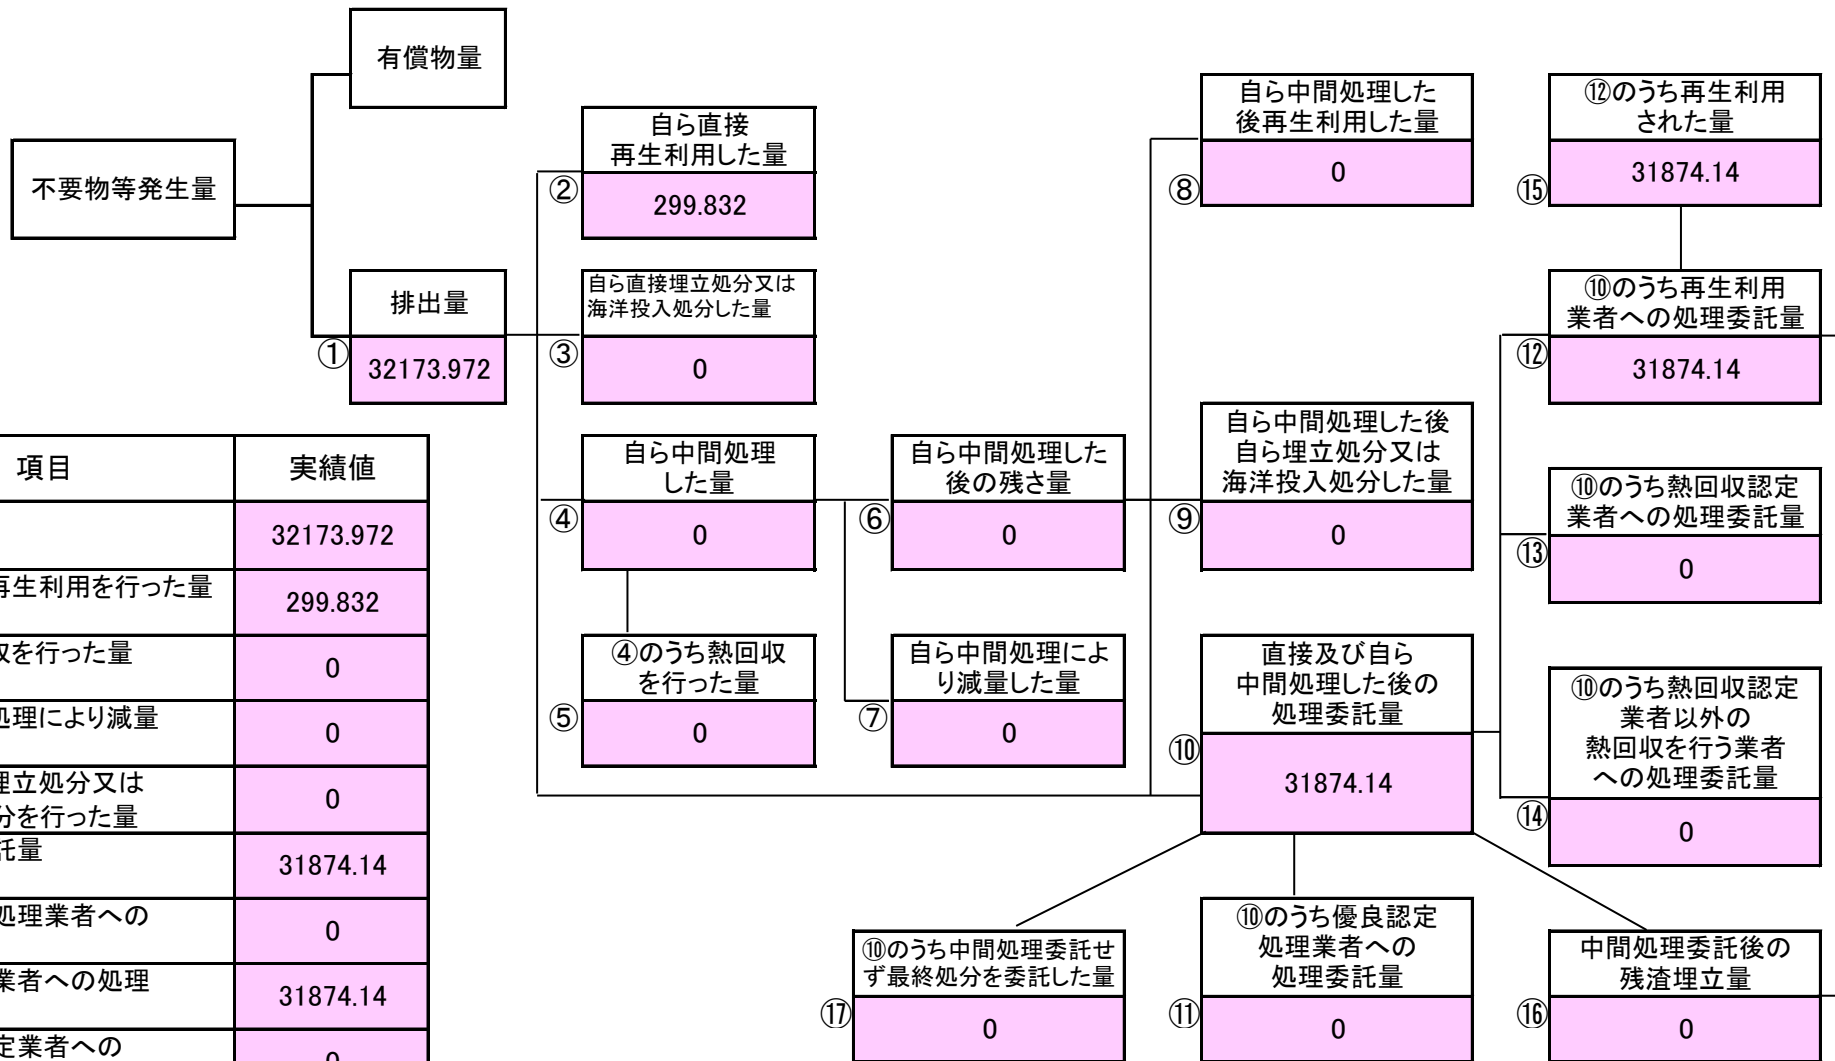 有償物量
不要物等発生量
排出量
①
32173.972
自ら直接
再生利用した量
②
299.832
自ら直接埋立処分又は
海洋投入処分した量
③
0
自ら中間処理
した量
④
0
④のうち熱回収
を行った量
⑤
0
自ら中間処理した
後の残さ量
⑥
0
自ら中間処理によ
り減量した量
⑦
0
自ら中間処理した
後再生利用した量
⑧
0
自ら中間処理した後
自ら埋立処分又は
海洋投入処分した量
⑨
0
直接及び自ら
中間処理した後の
処理委託量
⑩
31874.14
⑫のうち再生利用
された量
⑮
31874.14
⑩のうち再生利用
業者への処理委託量
⑫
31874.14
⑩のうち熱回収認定
業者への処理委託量
⑬
0
⑩のうち熱回収認定
業者以外の
熱回収を行う業者
への処理委託量
⑭
0
⑩のうち中間処理委託せ
ず最終処分を委託した量
⑰
0
⑩のうち優良認定
処理業者への
処理委託量
⑪
0
中間処理委託後の
残渣埋立量
⑯
0
項目 実績値
32173.972
再生利用を行った量 299.832
を行った量 0
処理により減量 0
埋立処分又は
分を行った量 0
託量 31874.14
処理業者への 0
業者への処理 31874.14
定業者への 0